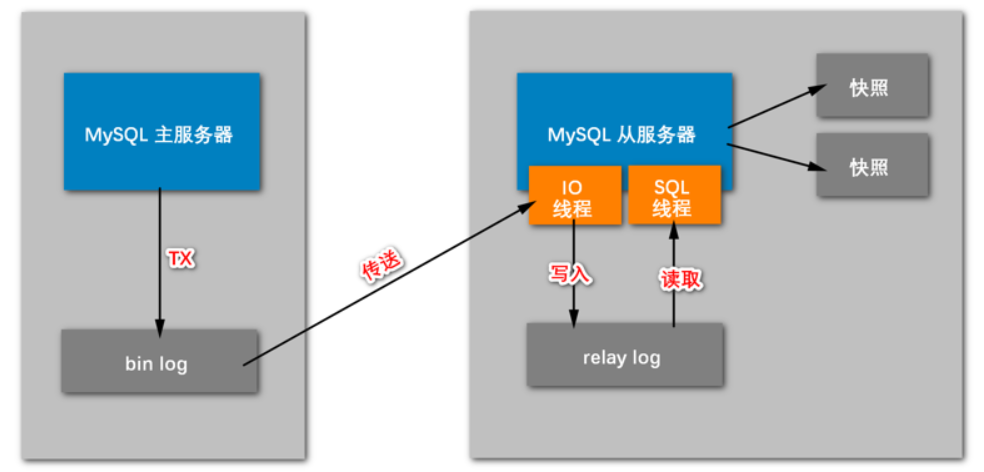 MySQL 主服务器
TX
bin log
传送
MySQL 从服务器
IO
线程
SQL
线程
写入
读取
relay log
快照
快照